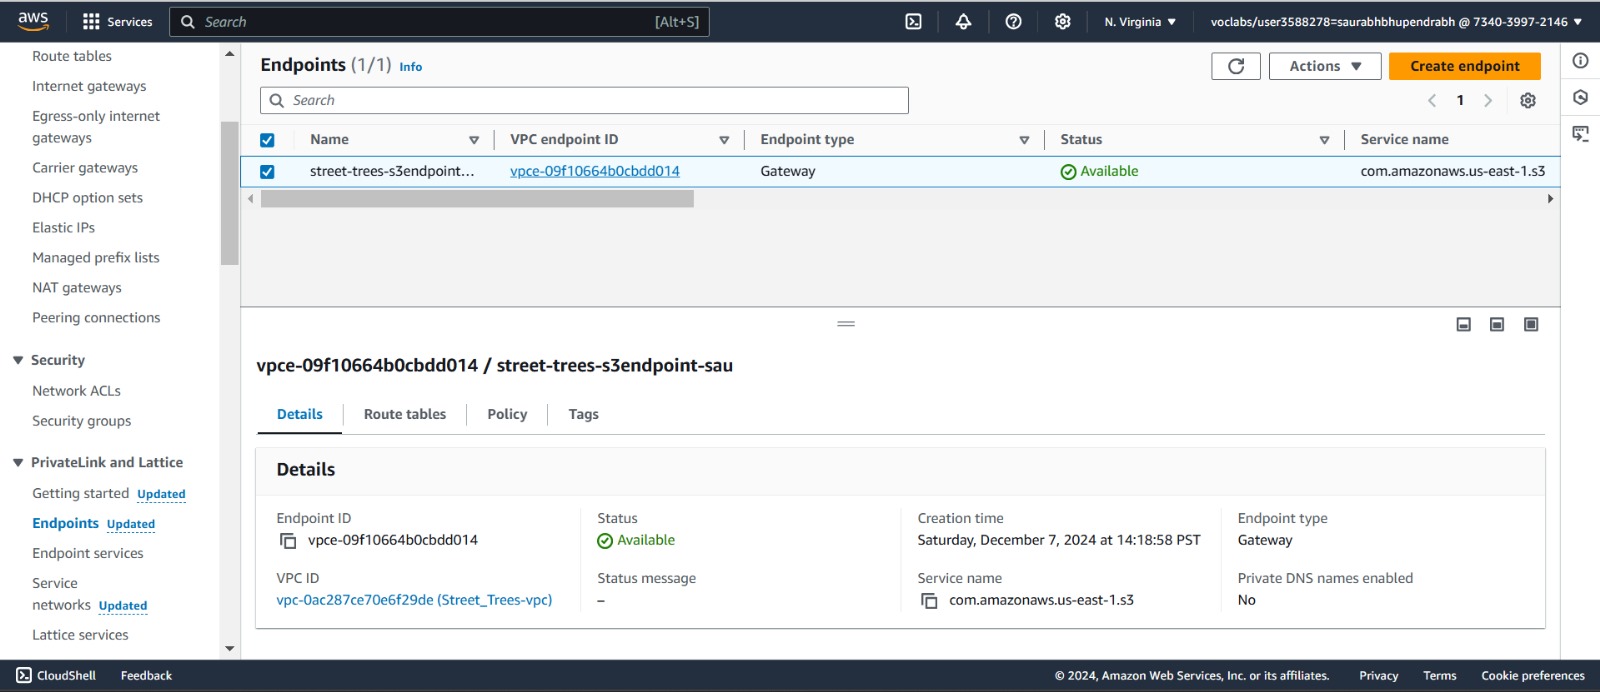 aws Services Search [Alt+S] N. Virginia voclabs/user3588278=saurabhbhupendrabh @ 7340-3997-2146
Route tables
Internet gateways
Egress-only internet
gateways
Carrier gateways
DHCP option sets
Elastic IPs
Managed prefix lists
NAT gateways
Peering connections
Security
Network ACLs
Security groups
PrivateLink and Lattice
Getting started Updated
Endpoints Updated
Endpoint services
Service
networks Updated
Lattice services
Endpoints (1/1) Info
Actions Create endpoint
Search
1
Name VPC endpoint ID Endpoint type Status Service name
street-trees-s3endpoint... vpce-09f10664b0cbdd014 Gateway Available com.amazonaws.us-east-1.s3
vpce-09f10664b0cbdd014 / street-trees-s3endpoint-sau
Details Route tables Policy Tags
Details
Endpoint ID Status Creation time Endpoint type
vpce-09f10664b0cbdd014 Available Saturday, December 7, 2024 at 14:18:58 PST Gateway
VPC ID Status message Service name Private DNS names enabled
vpc-0ac287ce70e6f29de (Street_Trees-vpc) – com.amazonaws.us-east-1.s3 No
CloudShell Feedback © 2024, Amazon Web Services, Inc. or its affiliates. Privacy Terms Cookie preferences